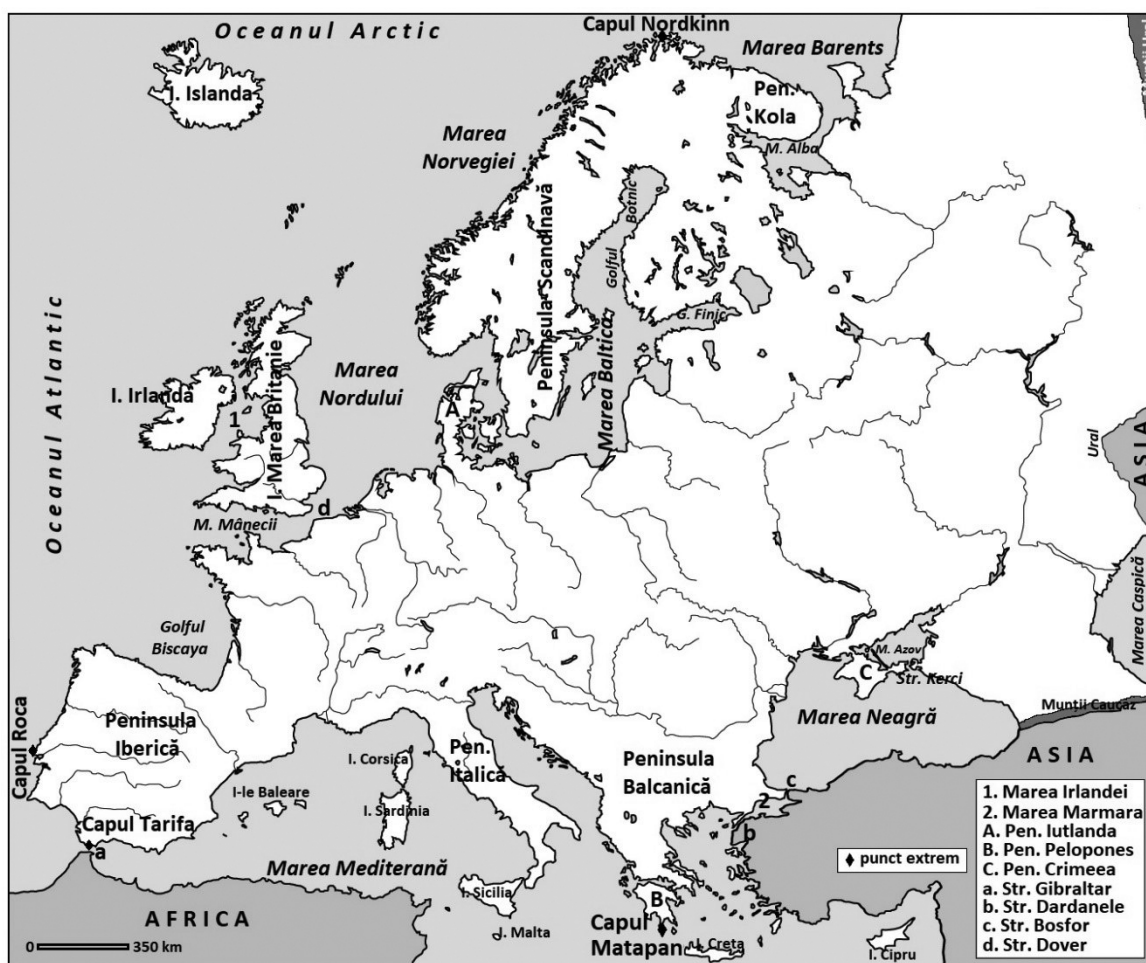 Oceanul Arctic
Capul Nordkinn
Marea Barents
I. Islanda
Pen.
Kola
Marea
Norvegiei
M. Alba
Botnic
Golful
Peninsula Scandinavă
G. Finic
Oceanul Atlantic
Marea
Nordului
Marea Baltica
I. Irlanda
1
I. Marea Britanie
A
Ural
ASIA
d
M. Mânecii
Golful
Biscaya
Marea Caspică
M. Azov
C
Str. Kerci
Marea Neagră
Munții Caucaz
Capul Roca
Peninsula
Iberică
Pen.
Italică
I. Corsica
Peninsula
Balcanică
ASIA
I-le Baleare
I. Sardinia
c
2
b
Capul Tarifa
a
Marea Mediterană
I. Sicilia
B
AFRICA
I. Malta
Capul
Matapan
I. Creta
I. Cipru
0 350 km
punct extrem
1. Marea Irlandei
2. Marea Marmara
A. Pen. Iutlanda
B. Pen. Pelopones
C. Pen. Crimeea
a. Str. Gibraltar
b. Str. Dardanele
c. Str. Bosfor
d. Str. Dover